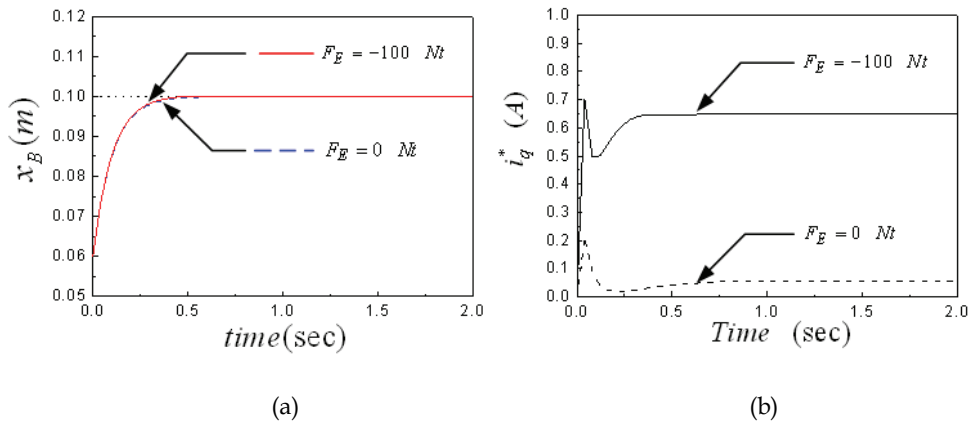 0.12
0.11
0.10
0.09
0.08
0.07
0.06
0.05
x_B (m)
F_E = −100 Nt
F_E = 0 Nt
0.0 0.5 1.0 1.5 2.0
time(sec)
(a)
1.0
0.9
0.8
0.7
0.6
0.5
0.4
0.3
0.2
0.1
0.0
i_q^* (A)
F_E = −100 Nt
F_E = 0 Nt
0.0 0.5 1.0 1.5 2.0
Time (sec)
(b)